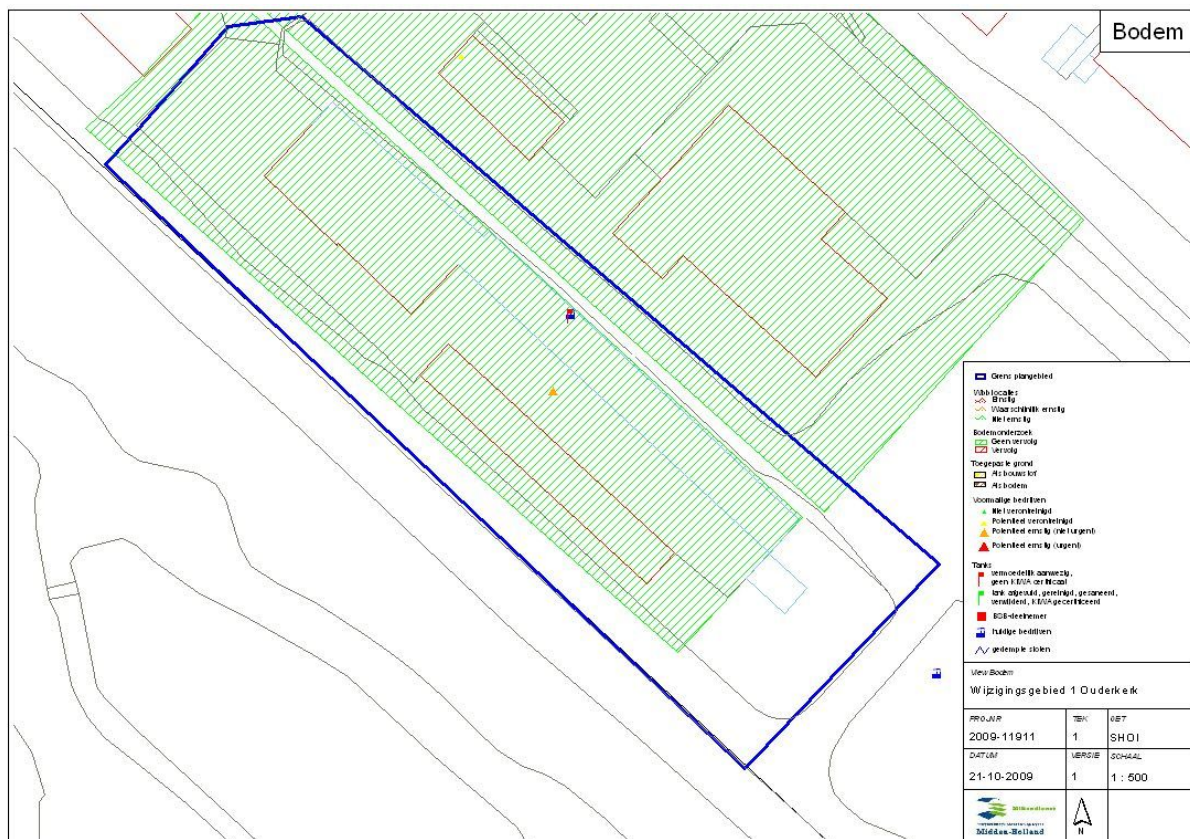 Bodem
Grens plangebied
Wbb locaties
Ernstig
Waarschijnlijk ernstig
Niet ernstig
Bodemonderzoek
Geen vervolg
Vervolg
Toegepaste grond
Als bouwstof
Als bodem
Voormalige bedrijven
Niet verontreinigd
Potentieel verontreinigd
Potentieel ernstig (niet urgent)
Potentieel ernstig (urgent)
Tanks
vermoedelijk aanwezig,
geen KIWA certificaat
tank afgevuld, gereinigd, gesaneerd,
verwijderd, KIWA gecertificeerd
BSB-deelnemer
huidige bedrijven
gedempte sloten
View Bodem
Wijzigingsgebied 1 Ouderkerk
PROJ.NR TEK GET
2009-11911 1 SHOI
DATUM VERSIE SCHAAL
21-10-2009 1 1 : 500
Milieudienst
Midden-Holland
N